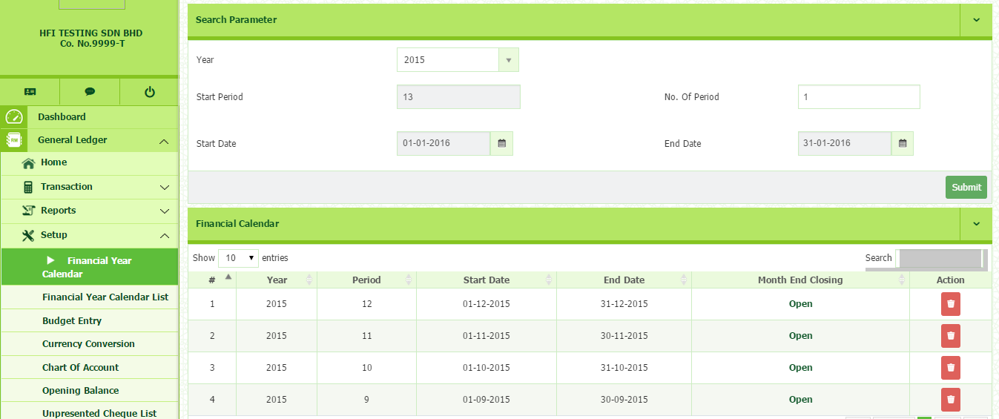 HFI TESTING SDN BHD
Co. No.9999-T
Dashboard
RM General Ledger
Home
Transaction
Reports
Setup
Financial Year
Calendar
Financial Year Calendar List
Budget Entry
Currency Conversion
Chart Of Account
Opening Balance
Unpresented Cheque List
Search Parameter
Year 2015
Start Period 13 No. Of Period 1
Start Date 01-01-2016 End Date 31-01-2016
Submit
Financial Calendar
Show 10 entries Search
# Year Period Start Date End Date Month End Closing Action
1 2015 12 01-12-2015 31-12-2015 Open
2 2015 11 01-11-2015 30-11-2015 Open
3 2015 10 01-10-2015 31-10-2015 Open
4 2015 9 01-09-2015 30-09-2015 Open